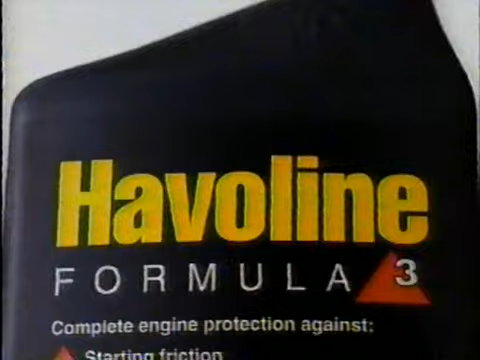 Havoline
FORMULA 3
Complete engine protection against:
Starting friction